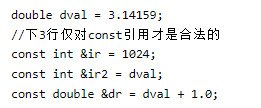 double dval = 3.14159;
//下3行仅对const引用才是合法的
const int &ir = 1024;
const int &ir2 = dval;
const double &dr = dval + 1.0;